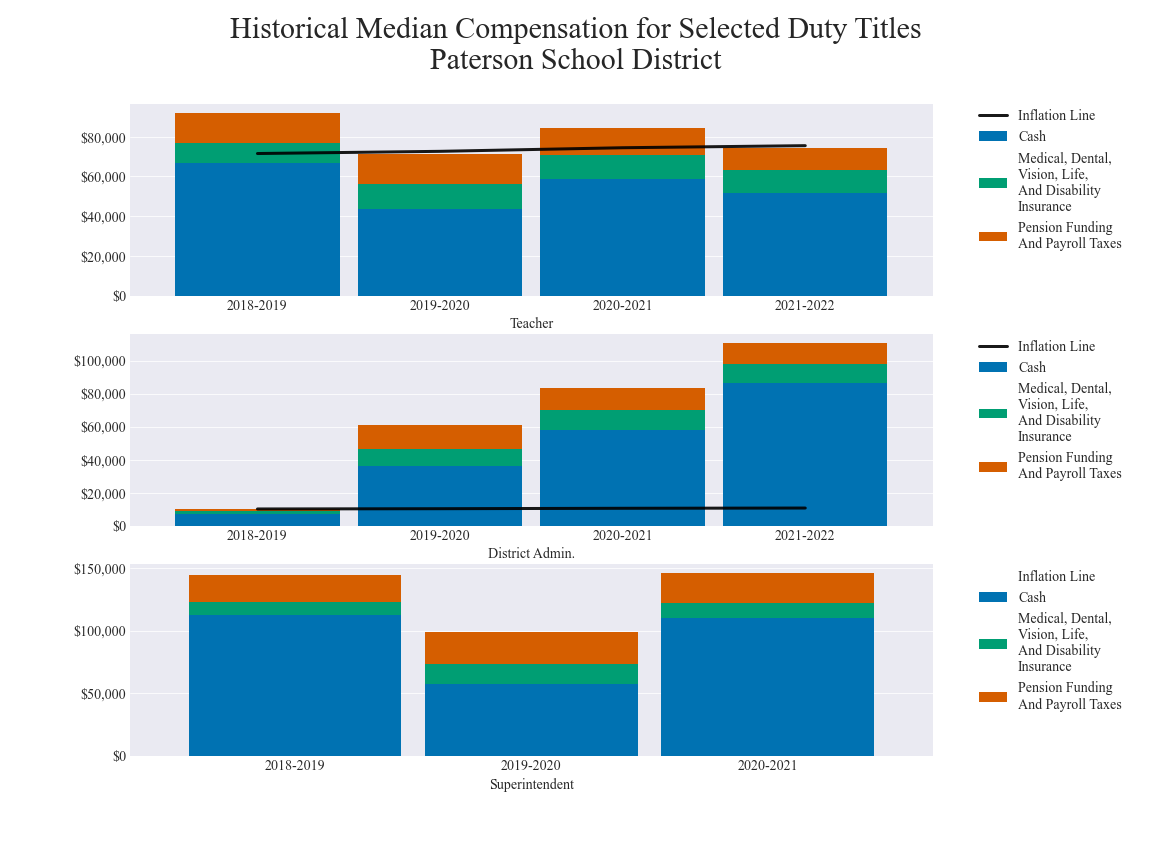 Historical Median Compensation for Selected Duty Titles
Paterson School District
$80,000
$60,000
$40,000
$20,000
$0
2018-2019
2019-2020
2020-2021
2021-2022
Teacher
Inflation Line
Cash
Medical, Dental,
Vision, Life,
And Disability
Insurance
Pension Funding
And Payroll Taxes
$100,000
$80,000
$60,000
$40,000
$20,000
$0
2018-2019
2019-2020
2020-2021
2021-2022
District Admin.
Inflation Line
Cash
Medical, Dental,
Vision, Life,
And Disability
Insurance
Pension Funding
And Payroll Taxes
$150,000
$100,000
$50,000
$0
2018-2019
2019-2020
2020-2021
Superintendent
Inflation Line
Cash
Medical, Dental,
Vision, Life,
And Disability
Insurance
Pension Funding
And Payroll Taxes